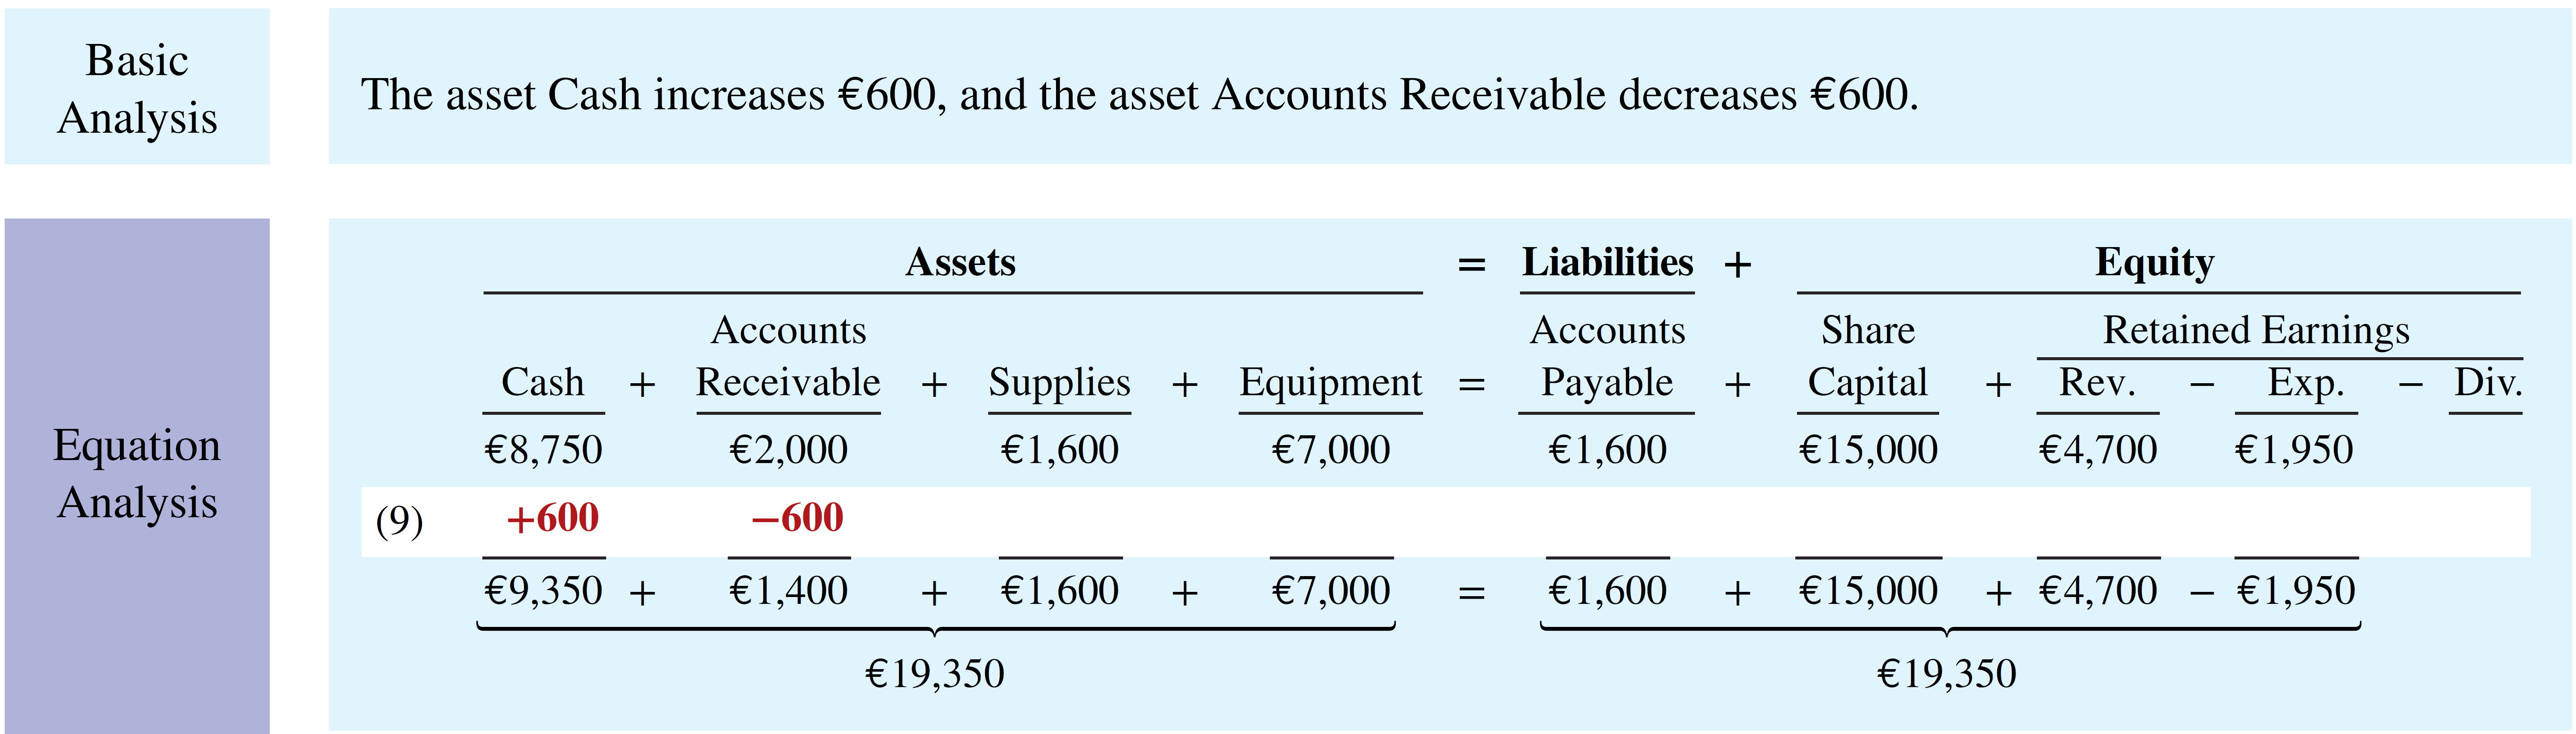 Basic
Analysis
The asset Cash increases €600, and the asset Accounts Receivable decreases €600.
Equation
Analysis
Assets = Liabilities + Equity
Accounts Accounts Share Retained Earnings
Cash + Receivable + Supplies + Equipment = Payable + Capital + Rev. − Exp. − Div.
€8,750 €2,000 €1,600 €7,000 €1,600 €15,000 €4,700 €1,950
(9) +600 −600
€9,350 + €1,400 + €1,600 + €7,000 = €1,600 + €15,000 + €4,700 − €1,950
€19,350 €19,350